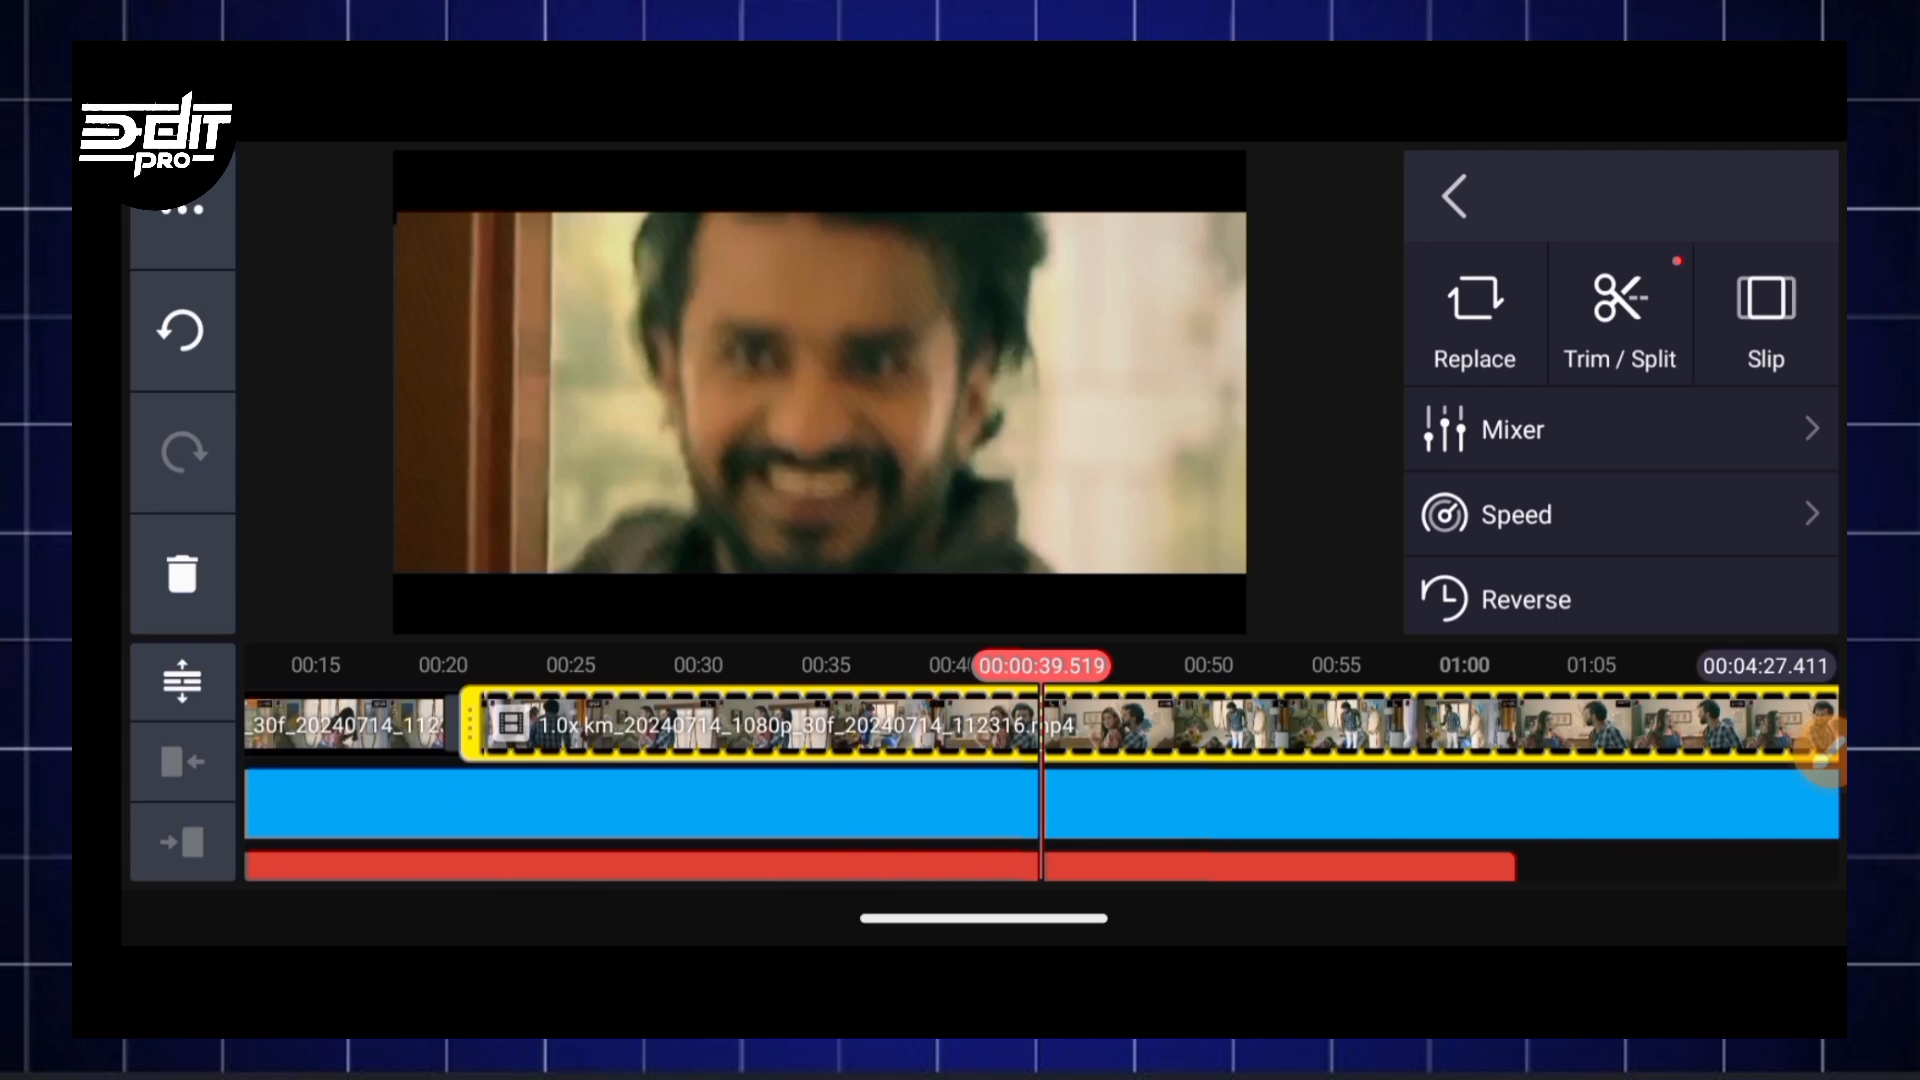 EDIT
PRO
Replace
Trim / Split
Slip
Mixer
Speed
Reverse
00:15 00:20 00:25 00:30 00:35 00:4 00:00:39.519 00:50 00:55 01:00 01:05 00:04:27.411
_30f_20240714_112 1.0x km_20240714_1080p_30f_20240714_112316.mp4